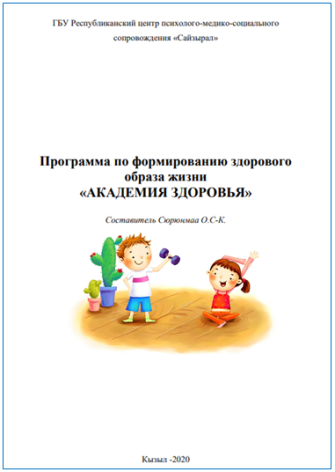 ГБУ Республиканский центр психолого-медико-социального
сопровождения «Сайзырал»
Программа по формированию здорового
образа жизни
«АКАДЕМИЯ ЗДОРОВЬЯ»
Составитель Сюрюнмаа О.С-К.
Кызыл -2020